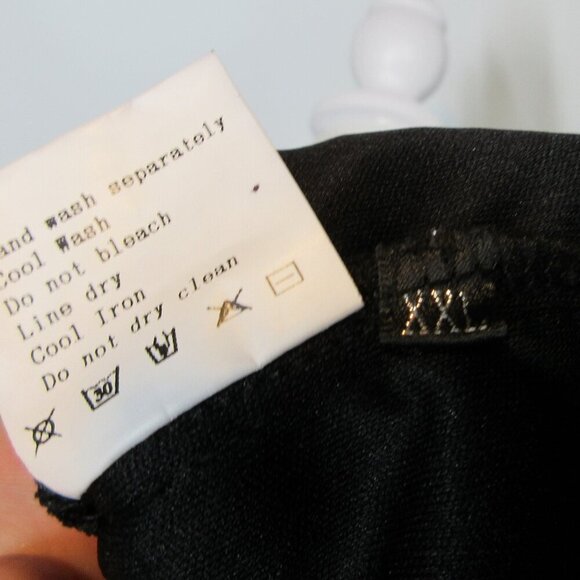 and wash separately
Cool Wash
Do not bleach
Line dry
Cool Iron
Do not dry clean
30
XXL